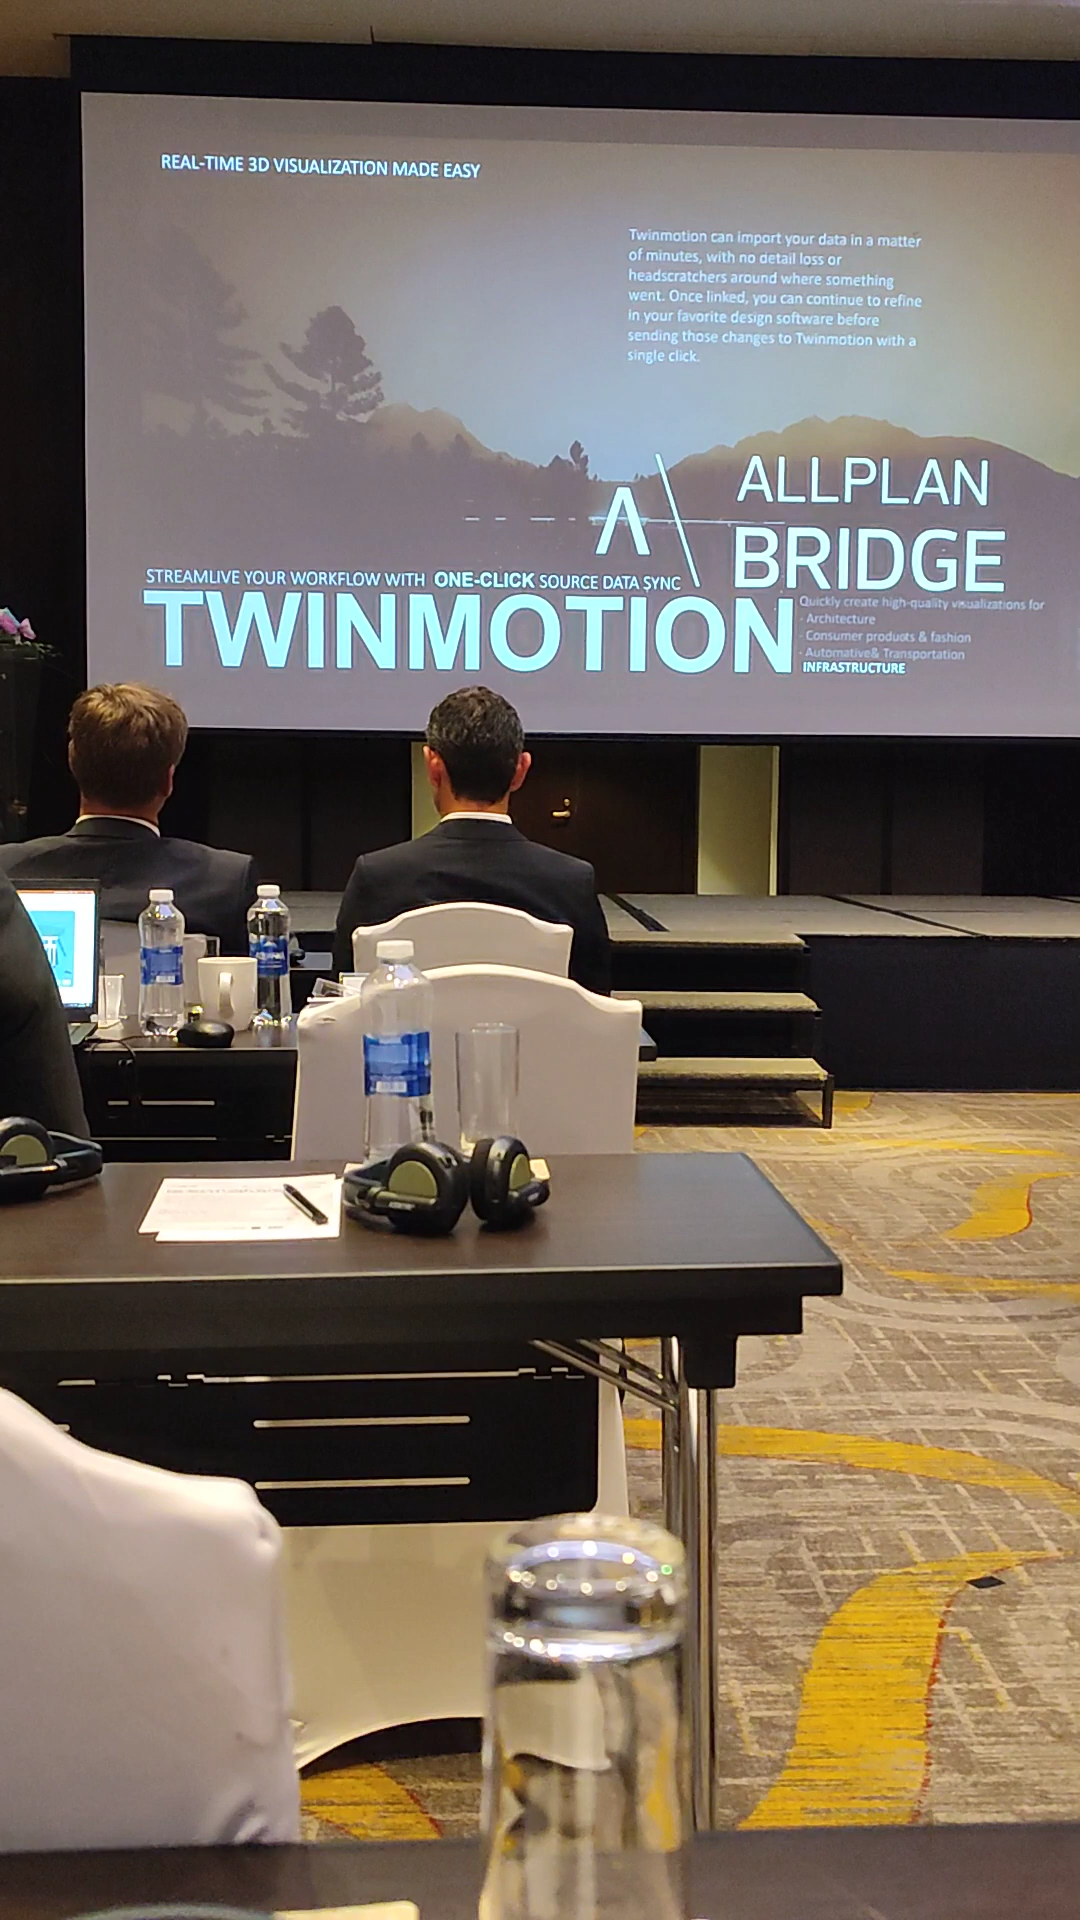 REAL-TIME 3D VISUALIZATION MADE EASY
Twinmotion can import your data in a matter
of minutes, with no detail loss or
headscratchers around where something
went. Once linked, you can continue to refine
in your favorite design software before
sending those changes to Twinmotion with a
single click.
ALLPLAN
BRIDGE
STREAMLIVE YOUR WORKFLOW WITH ONE-CLICK SOURCE DATA SYNC
TWINMOTION
Quickly create high-quality visualizations for
- Architecture
- Consumer products & fashion
- Automative& Transportation
INFRASTRUCTURE